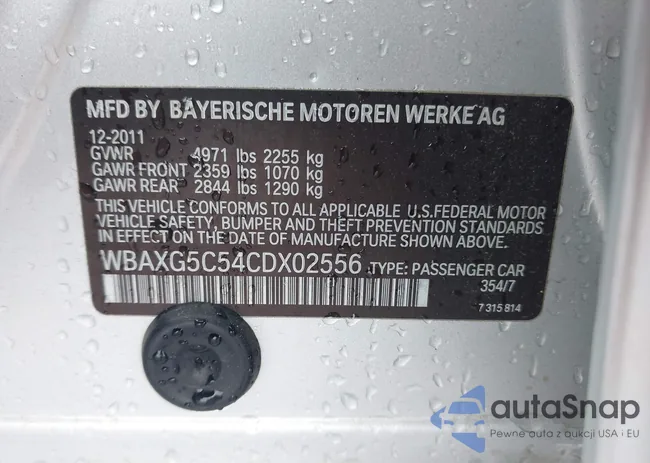 MFD BY BAYERISCHE MOTOREN WERKE AG
12-2011
GVWR 4971 lbs 2255 kg
GAWR FRONT 2359 lbs 1070 kg
GAWR REAR 2844 lbs 1290 kg
THIS VEHICLE CONFORMS TO ALL APPLICABLE U.S.FEDERAL MOTOR
VEHICLE SAFETY, BUMPER AND THEFT PREVENTION STANDARDS
IN EFFECT ON THE DATE OF MANUFACTURE SHOWN ABOVE.
WBAXG5C54CDX02556 TYPE: PASSENGER CAR
354/7
7 315 814
autaSnap
Pewne auta z aukcji USA i EU